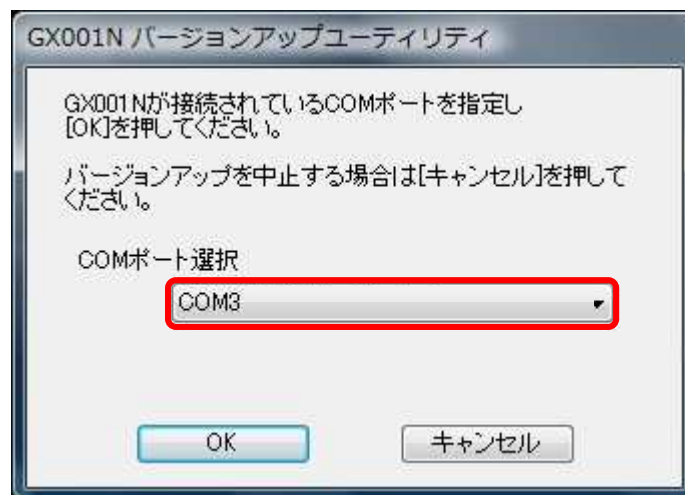 GX001N バージョンアップユーティリティ
GX001Nが接続されているCOMポートを指定し
[OK]を押してください。
バージョンアップを中止する場合は[キャンセル]を押して
ください。
COMポート選択
COM3
OK
キャンセル